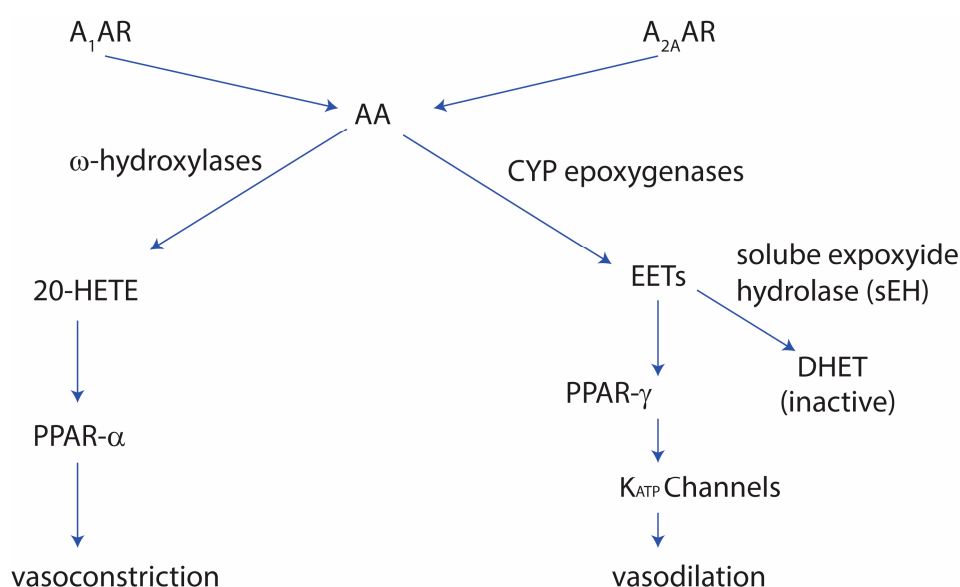 A₁AR
A₂ₐAR
AA
ω-hydroxylases
CYP epoxygenases
20-HETE
EETs
solube expoxyide
hydrolase (sEH)
DHET
(inactive)
PPAR-γ
PPAR-α
KATP Channels
vasoconstriction
vasodilation